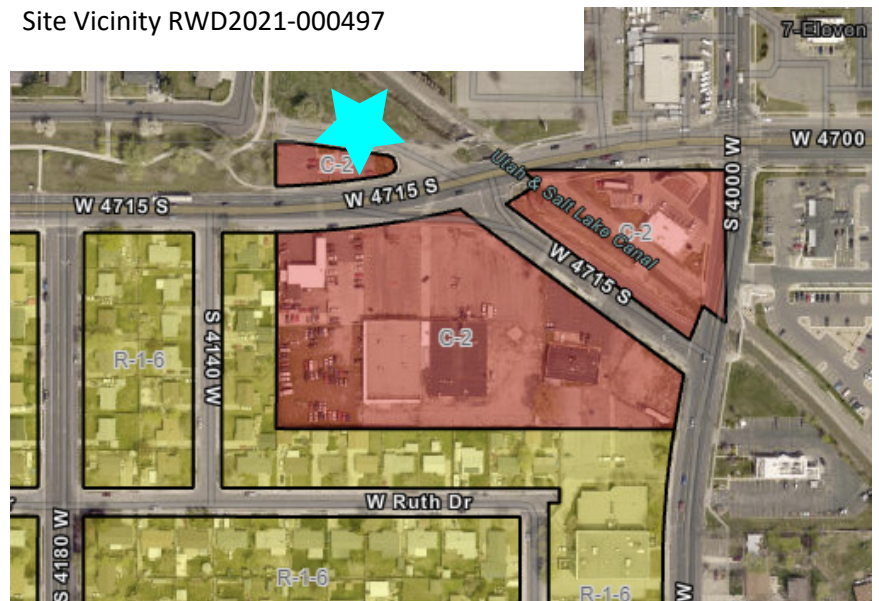 Site Vicinity RWD2021-000497
7-Eleven
W 4700
C-2
W 4715 S
W 4715 S
Utah & Salt Lake Canal
C-2
S 4000 W
W 4715 S
S 4140 W
C-2
R-1-6
W Ruth Dr
S 4180 W
R-1-6
R-1-6
W